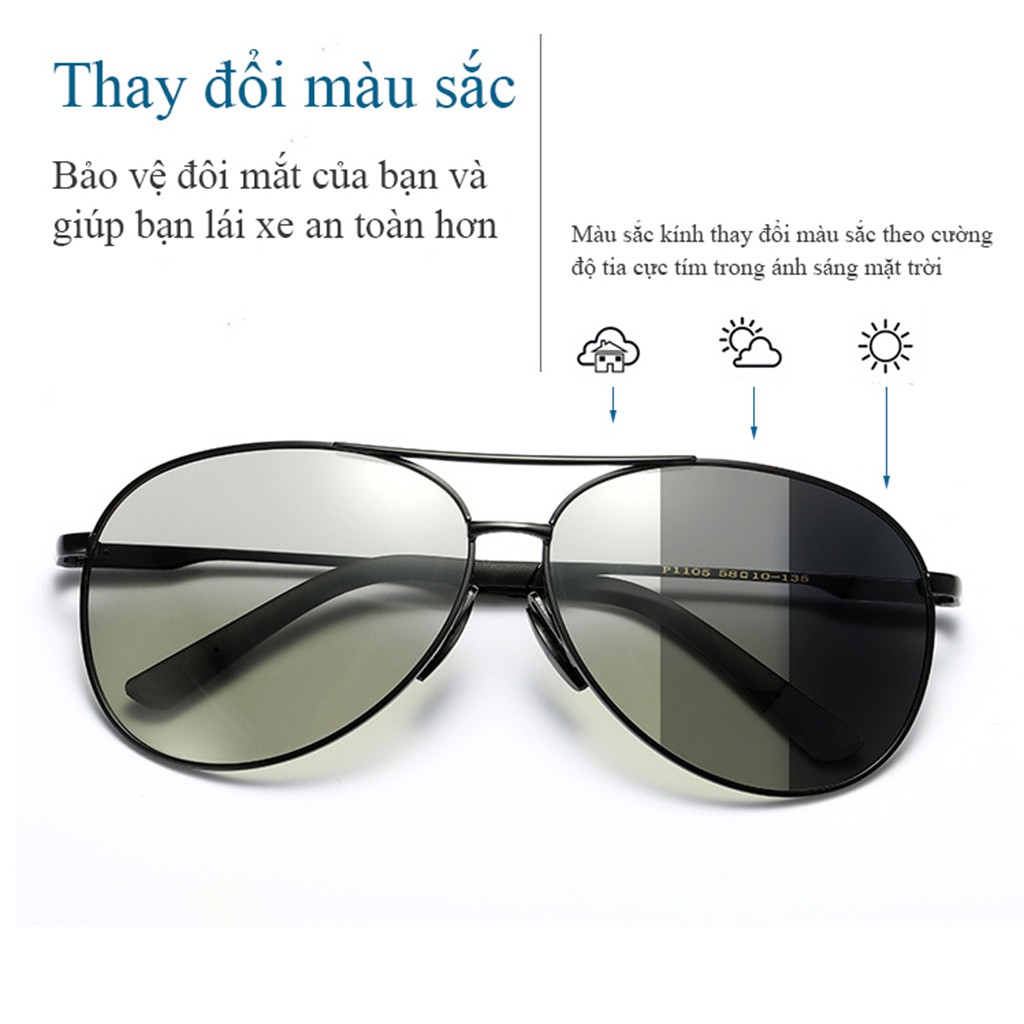 Thay đổi màu sắc
Bảo vệ đôi mắt của bạn và
giúp bạn lái xe an toàn hơn
Màu sắc kính thay đổi màu sắc theo cường
độ tia cực tím trong ánh sáng mặt trời
P1105 58□10-135